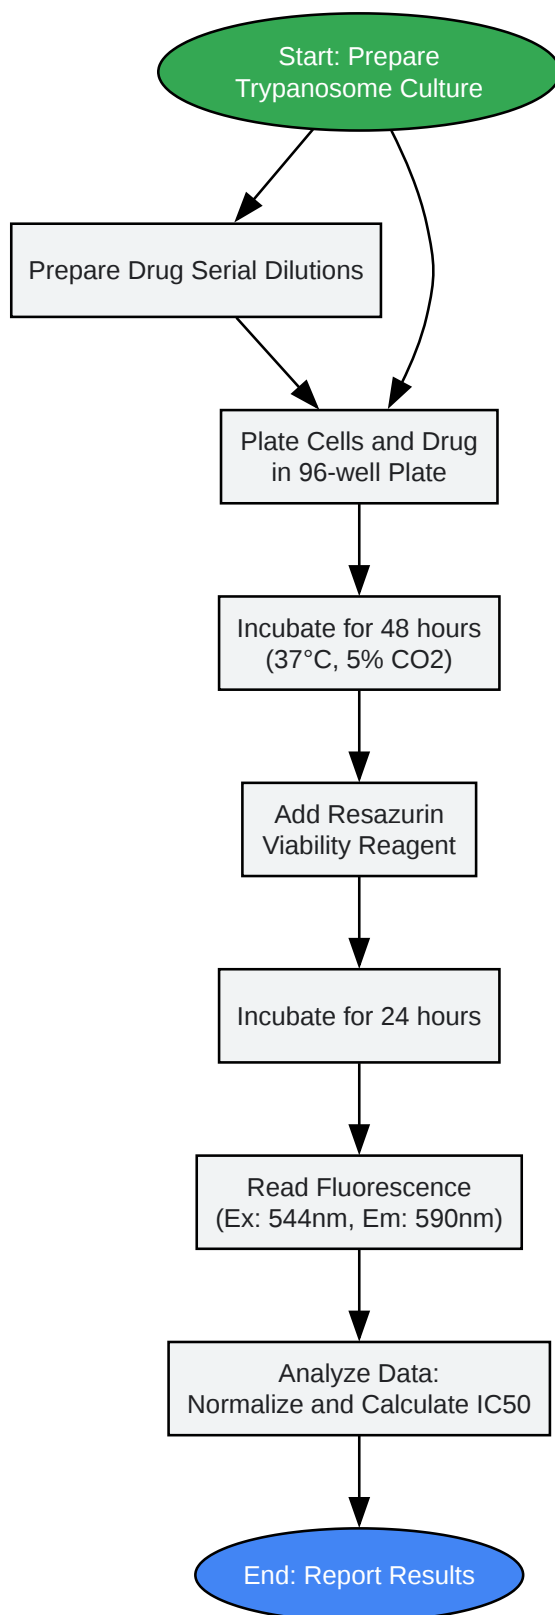 Start: Prepare
Trypanosome Culture
Prepare Drug Serial Dilutions
Plate Cells and Drug
in 96-well Plate
Incubate for 48 hours
(37°C, 5% CO2)
Add Resazurin
Viability Reagent
Incubate for 24 hours
Read Fluorescence
(Ex: 544nm, Em: 590nm)
Analyze Data:
Normalize and Calculate IC50
End: Report Results